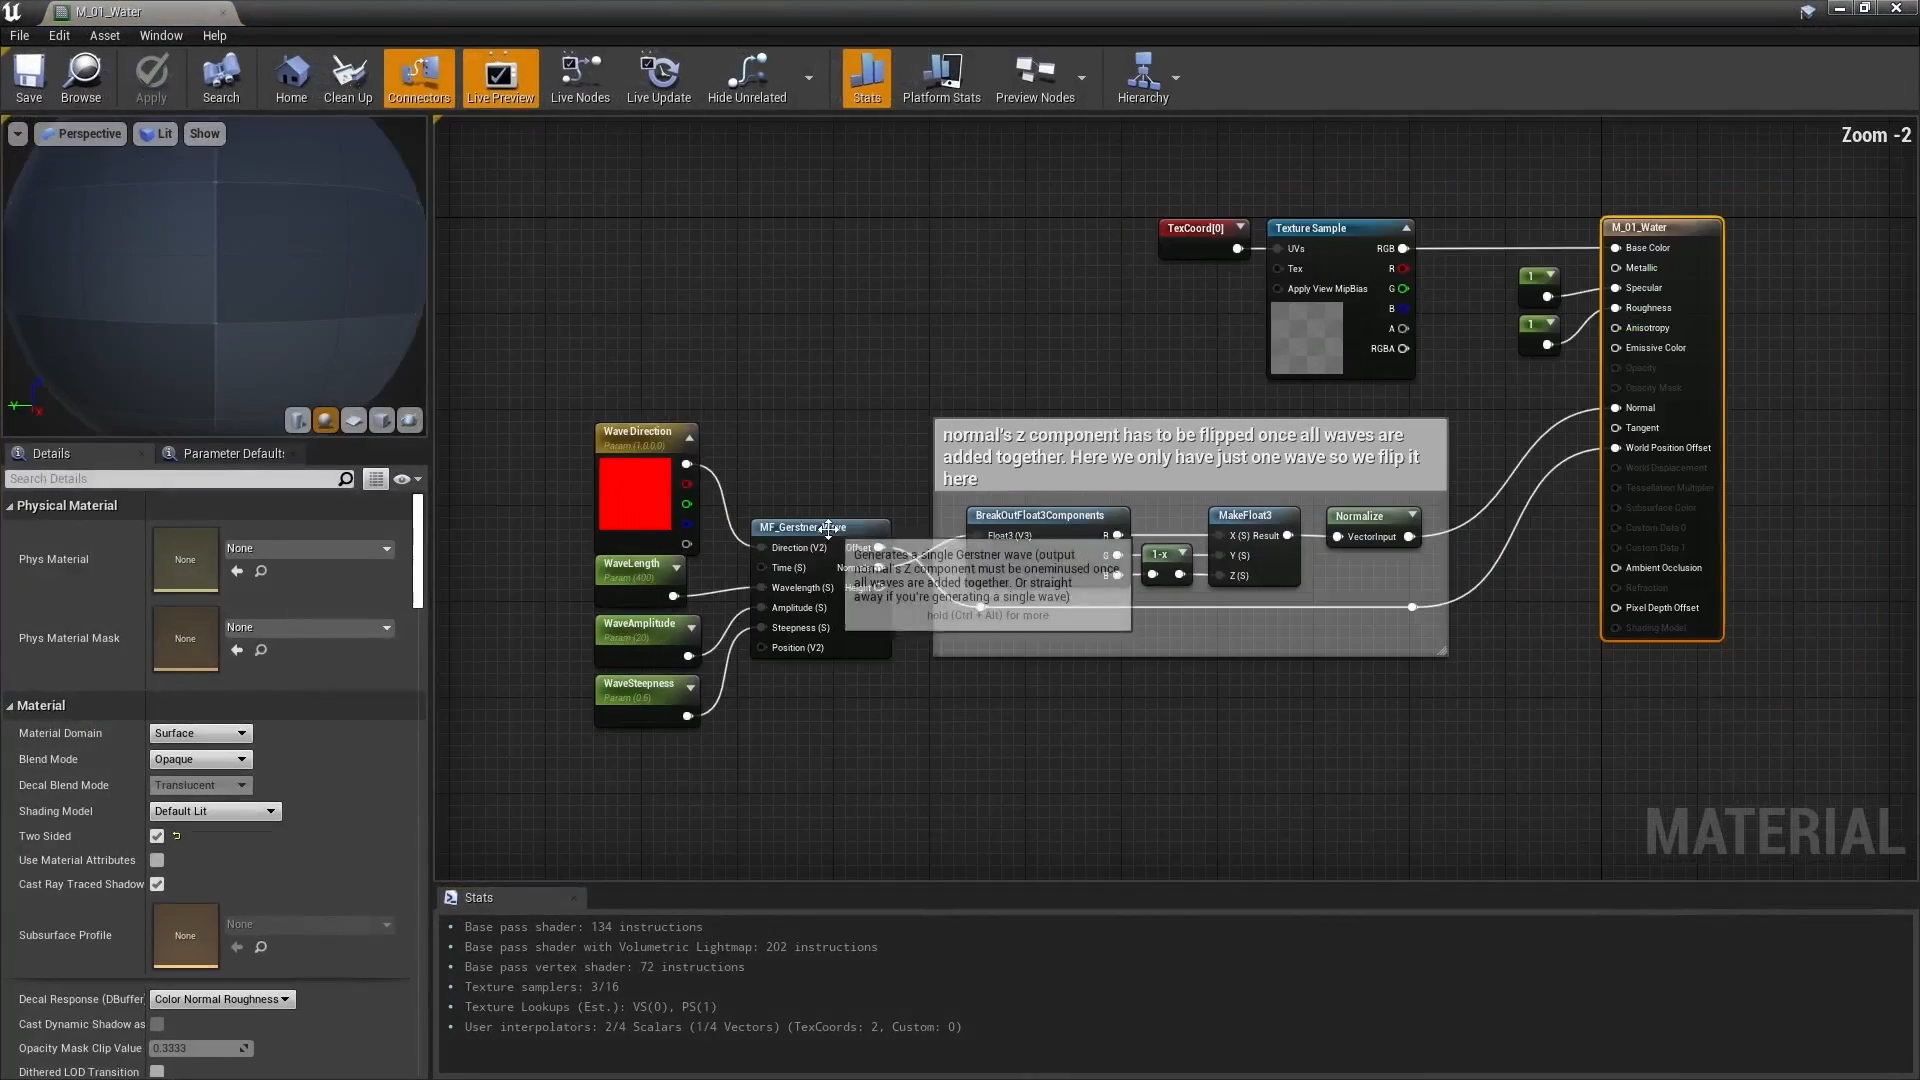 M_01_Water
File Edit Asset Window Help
Save Browse Apply Search Home Clean Up Connectors Live Preview Live Nodes Live Update Hide Unrelated Stats Platform Stats Preview Nodes Hierarchy
Perspective Lit Show
Zoom -2
TexCoord[0]
Texture Sample
UVs RGB
Tex R
Apply View MipBias G
B
A
RGBA
1
1
M_01_Water
Base Color
Metallic
Specular
Roughness
Anisotropy
Emissive Color
Opacity
Opacity Mask
Normal
Tangent
World Position Offset
World Displacement
Tessellation Multiplier
Subsurface Color
Custom Data 0
Custom Data 1
Ambient Occlusion
Refraction
Pixel Depth Offset
Shading Model
Wave Direction
Param (1,0,0,0)
WaveLength
Param (400)
WaveAmplitude
Param (20)
WaveSteepness
Param (0.6)
Direction (V2) Offset
Time (S)
Wavelength (S)
Amplitude (S)
Steepness (S)
Position (V2)
normal's z component has to be flipped once all waves are
added together. Here we only have just one wave so we flip it
here
BreakOutFloat3Components
Float3 (V3) R
G
B
1-x
MakeFloat3
X (S) Result
Y (S)
Z (S)
Normalize
VectorInput
Generates a single Gerstner wave (output
normal's Z component must be oneminused once
all waves are added together. Or straight
away if you're generating a single wave)
hold (Ctrl + Alt) for more
MATERIAL
Details Parameter Defaults
Search Details
Physical Material
Phys Material None None
Phys Material Mask None None
Material
Material Domain Surface
Blend Mode Opaque
Decal Blend Mode Translucent
Shading Model Default Lit
Two Sided
Use Material Attributes
Cast Ray Traced Shadow
Subsurface Profile None None
Decal Response (DBuffer) Color Normal Roughness
Cast Dynamic Shadow as
Opacity Mask Clip Value 0.3333
Dithered LOD Transition
Stats
• Base pass shader: 134 instructions
• Base pass shader with Volumetric Lightmap: 202 instructions
• Base pass vertex shader: 72 instructions
• Texture samplers: 3/16
• Texture Lookups (Est.): VS(0), PS(1)
• User interpolators: 2/4 Scalars (1/4 Vectors) (TexCoords: 2, Custom: 0)